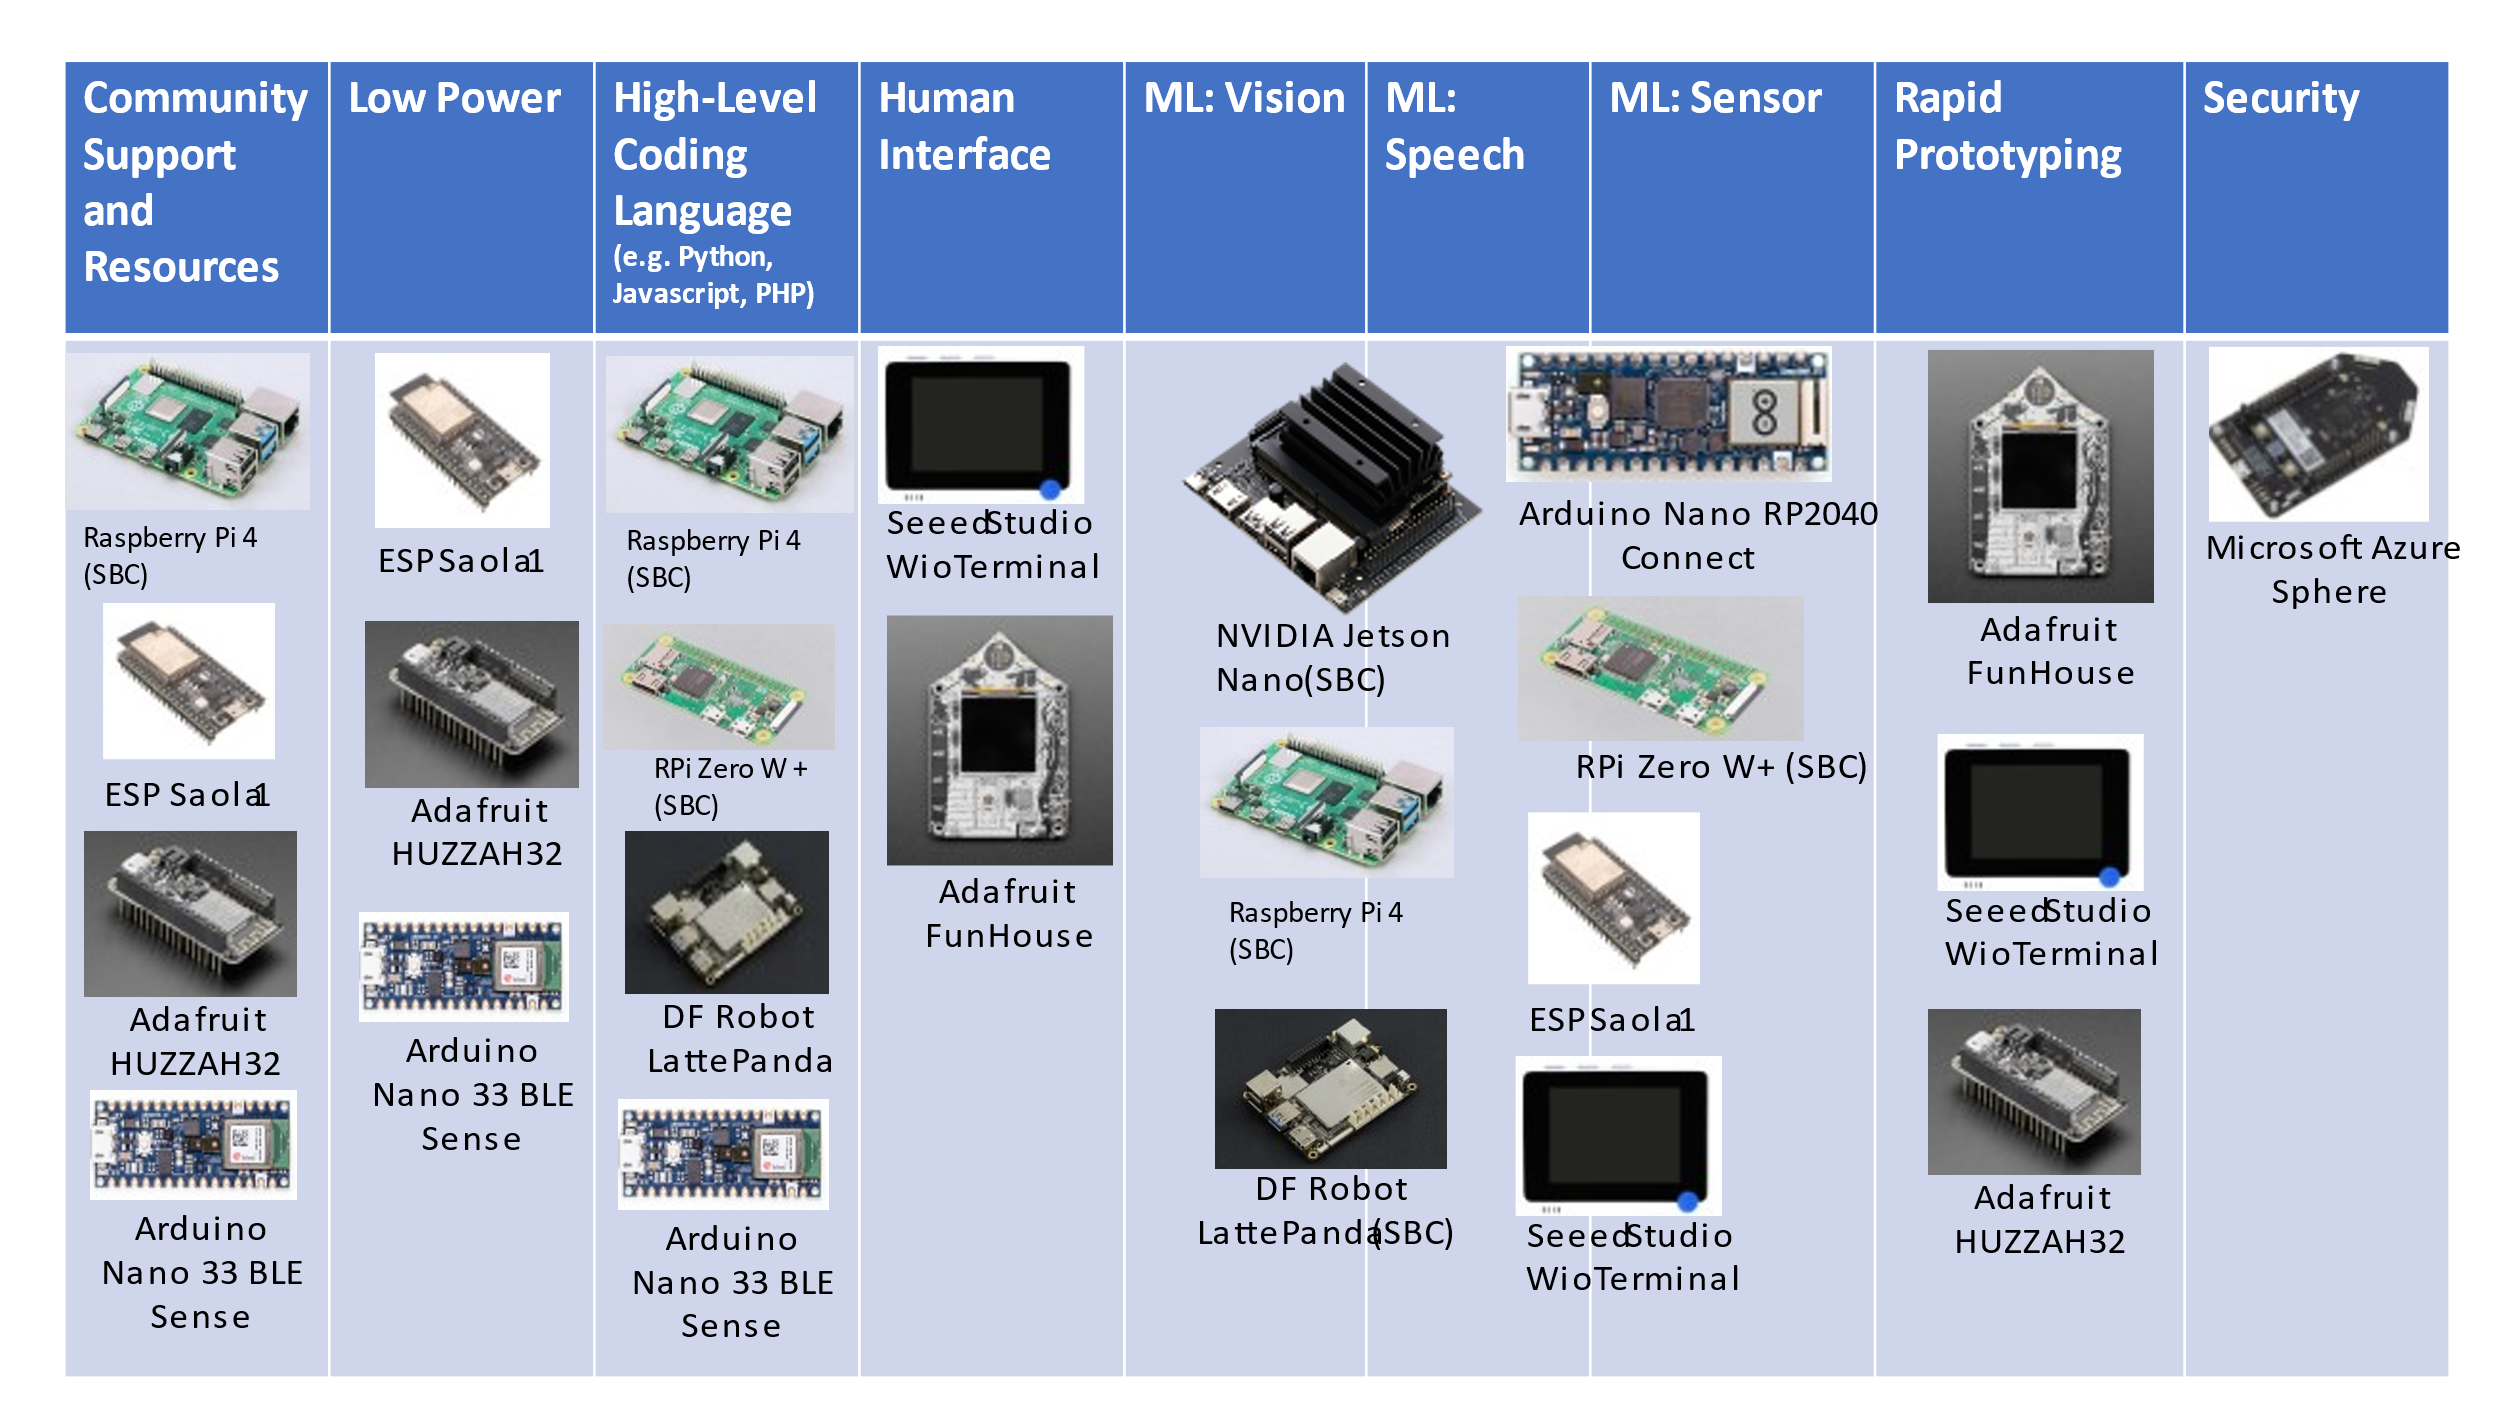 Community
Support
and
Resources
Low Power
High-Level
Coding
Language
(e.g. Python,
Javascript, PHP)
Human
Interface
ML: Vision
ML:
Speech
ML: Sensor
Rapid
Prototyping
Security
Raspberry Pi 4
(SBC)
ESP Saola1
Adafruit
HUZZAH32
Arduino
Nano 33 BLE
Sense
ESPSaola1
Adafruit
HUZZAH32
Arduino
Nano 33 BLE
Sense
Raspberry Pi 4
(SBC)
RPi Zero W +
(SBC)
DF Robot
LattePanda
Arduino
Nano 33 BLE
Sense
SeeedStudio
WioTerminal
Adafruit
FunHouse
NVIDIA Jetson
Nano(SBC)
Raspberry Pi 4
(SBC)
DF Robot
LattePanda(SBC)
Arduino Nano RP2040
Connect
RPi Zero W+ (SBC)
ESPSaola1
SeeedStudio
WioTerminal
Adafruit
FunHouse
SeeedStudio
WioTerminal
Adafruit
HUZZAH32
Microsoft Azure
Sphere